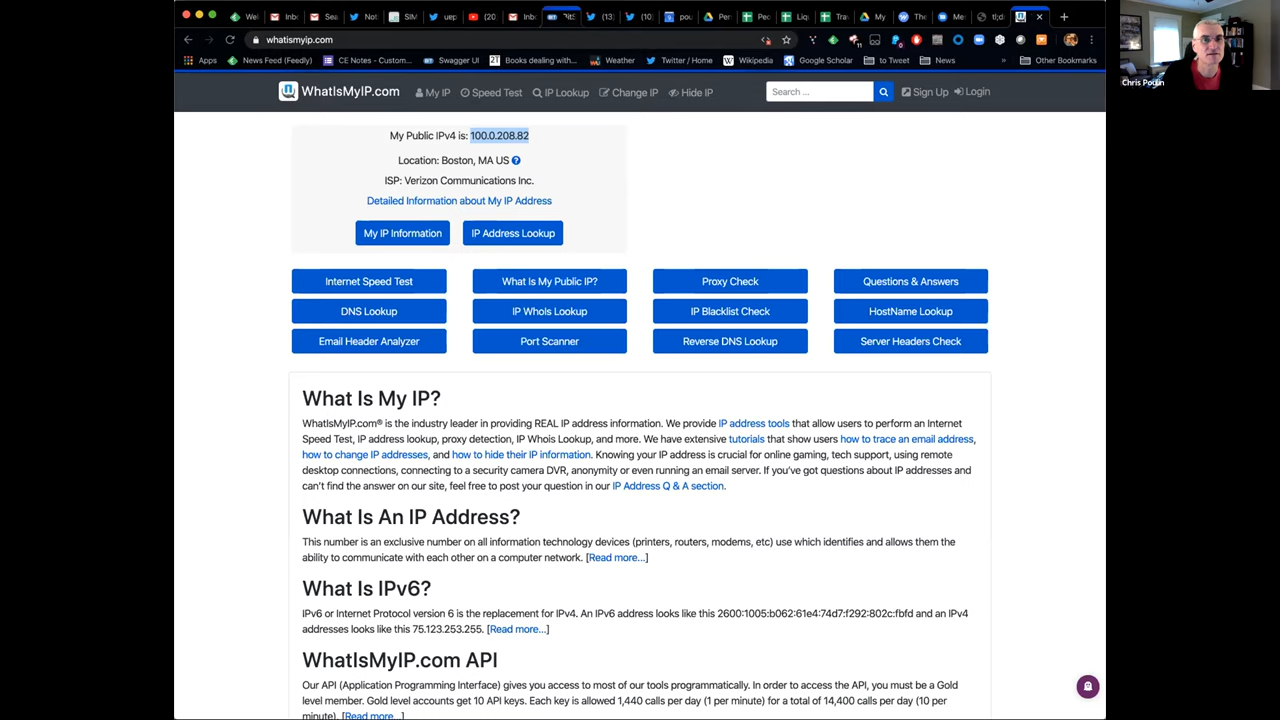 We
Inbo
Sea
Not
SIM
uep
(20
Inbo
(13)
(10)
pou
Per
Pec
Liq
Tra
My
The
Me
tl;d
whatismyip.com
Apps
News Feed (Feedly)
CE Notes - Custom...
Swagger UI
Books dealing with...
Weather
Twitter / Home
Wikipedia
Google Scholar
to Tweet
News
»
Other Bookmarks
Chris Poulin
WhatIsMyIP.com
My IP
Speed Test
IP Lookup
Change IP
Hide IP
Search ...
Sign Up
Login
My Public IPv4 is: 100.0.208.82
Location: Boston, MA US
ISP: Verizon Communications Inc.
Detailed Information about My IP Address
My IP Information
IP Address Lookup
Internet Speed Test
What Is My Public IP?
Proxy Check
Questions & Answers
DNS Lookup
IP WhoIs Lookup
IP Blacklist Check
HostName Lookup
Email Header Analyzer
Port Scanner
Reverse DNS Lookup
Server Headers Check
What Is My IP?
WhatIsMyIP.com® is the industry leader in providing REAL IP address information. We provide IP address tools that allow users to perform an Internet
Speed Test, IP address lookup, proxy detection, IP Whois Lookup, and more. We have extensive tutorials that show users how to trace an email address,
how to change IP addresses, and how to hide their IP information. Knowing your IP address is crucial for online gaming, tech support, using remote
desktop connections, connecting to a security camera DVR, anonymity or even running an email server. If you've got questions about IP addresses and
can't find the answer on our site, feel free to post your question in our IP Address Q & A section.
What Is An IP Address?
This number is an exclusive number on all information technology devices (printers, routers, modems, etc) use which identifies and allows them the
ability to communicate with each other on a computer network. [Read more...]
What Is IPv6?
IPv6 or Internet Protocol version 6 is the replacement for IPv4. An IPv6 address looks like this 2600:1005:b062:61e4:74d7:f292:802c:fbfd and an IPv4
addresses looks like this 75.123.253.255. [Read more...]
WhatIsMyIP.com API
Our API (Application Programming Interface) gives you access to most of our tools programmatically. In order to access the API, you must be a Gold
level member. Gold level accounts get 10 API keys. Each key is allowed 1,440 calls per day (1 per minute) for a total of 14,400 calls per day (10 per
minute). [Read more...]